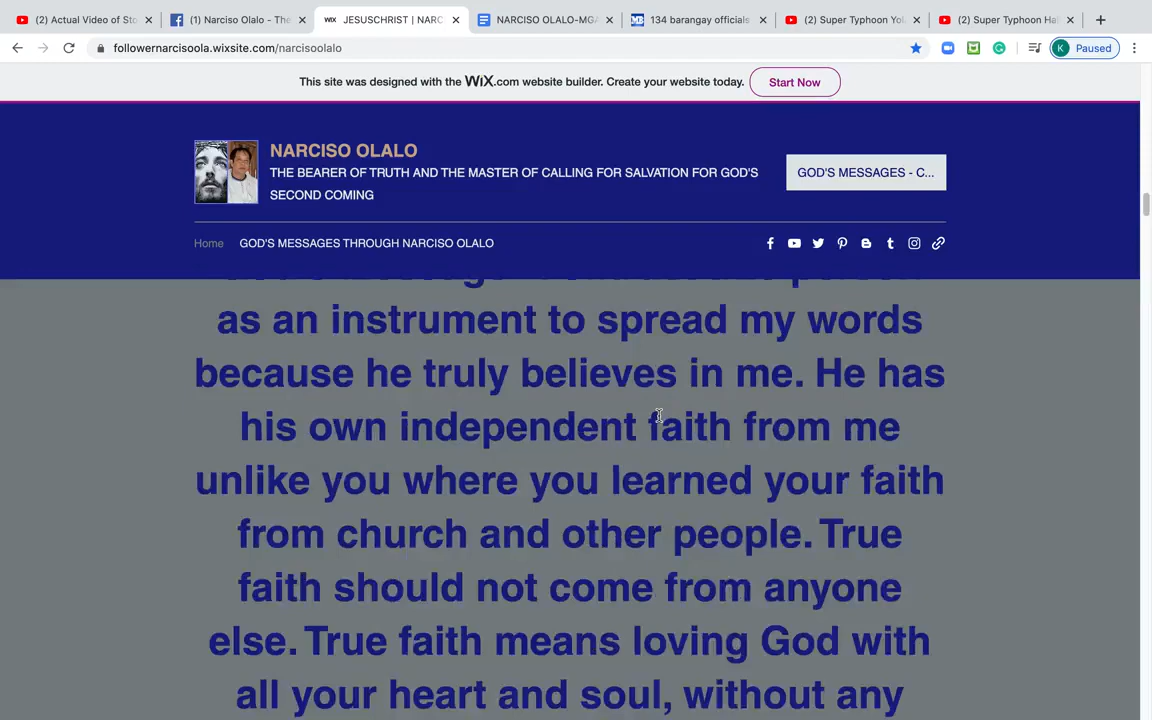 (2) Actual Video of Sto
(1) Narciso Olalo - The
JESUSCHRIST | NARC
NARCISO OLALO-MGA
134 barangay officials
(2) Super Typhoon Yol
(2) Super Typhoon Hai
followernarcisoola.wixsite.com/narcisoolalo
K Paused
This site was designed with the WiX.com website builder. Create your website today.
Start Now
NARCISO OLALO
THE BEARER OF TRUTH AND THE MASTER OF CALLING FOR SALVATION FOR GOD'S
SECOND COMING
GOD'S MESSAGES - C...
Home
GOD'S MESSAGES THROUGH NARCISO OLALO
as an instrument to spread my words
because he truly believes in me. He has
his own independent faith from me
unlike you where you learned your faith
from church and other people. True
faith should not come from anyone
else. True faith means loving God with
all your heart and soul, without any